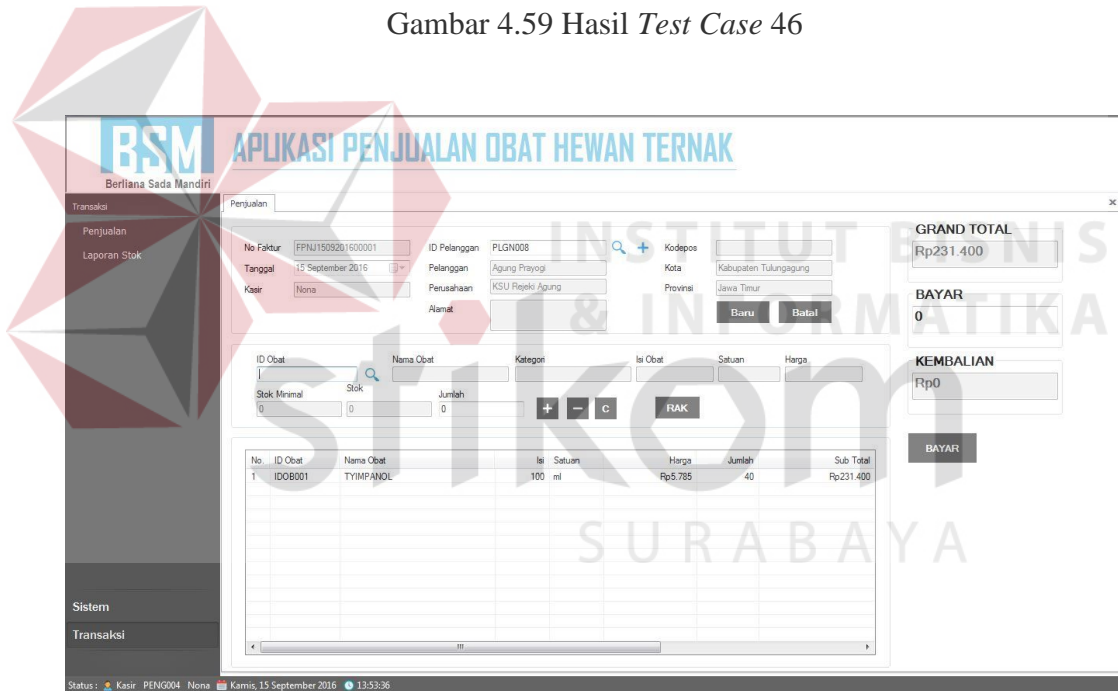 Gambar 4.59 Hasil Test Case 46
BSM
Berliana Sada Mandiri
APLIKASI PENJUALAN OBAT HEWAN TERNAK
Transaksi
Penjualan
Laporan Stok
Sistem
Transaksi
Penjualan
x
No Faktur FPNJ1509201600001
Tanggal 15 September 2016
Kasir Nona
ID Pelanggan PLGN008
Pelanggan Agung Prayogi
Perusahaan KSU Rejeki Agung
Alamat
Kodepos
Kota Kabupaten Tulungagung
Provinsi Jawa Timur
Baru Batal
GRAND TOTAL
Rp231.400
BAYAR
0
KEMBALIAN
Rp0
BAYAR
ID Obat Nama Obat Kategori Isi Obat Satuan Harga
Stok Minimal Stok Jumlah
0 0 0 + - C RAK
No. ID Obat Nama Obat Isi Satuan Harga Jumlah Sub Total
1 IDOB001 TYIMPANOL 100 ml Rp5.785 40 Rp231.400
Status : Kasir PENG004 Nona Kamis, 15 September 2016 13:53:36
INSTITUT BISNIS
& INFORMATIKA
stikom
SURABAYA